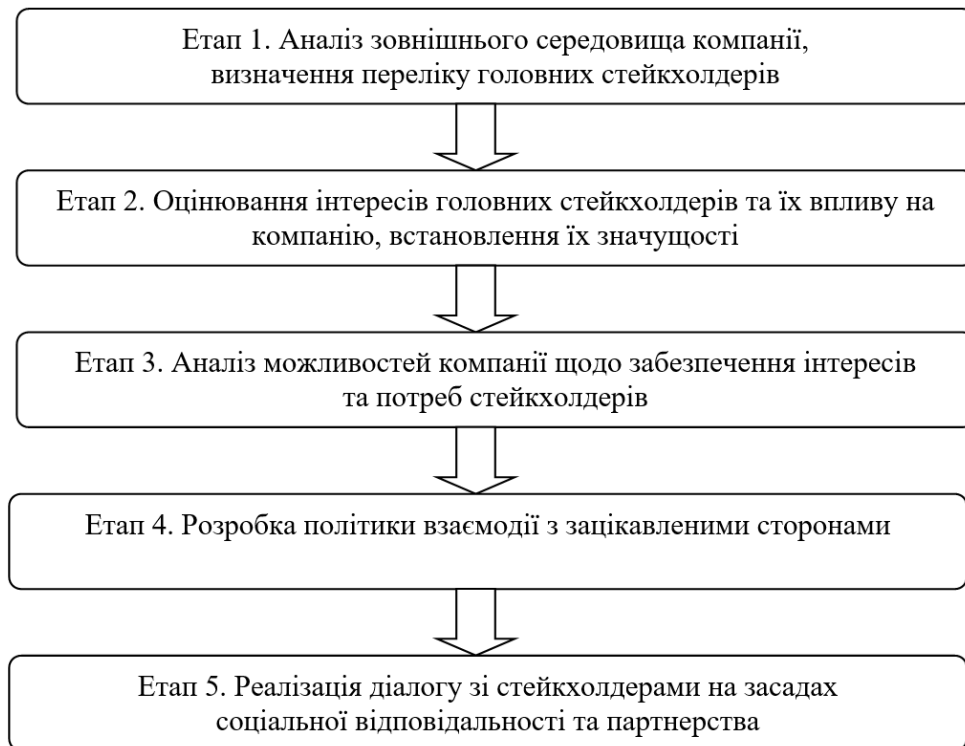 Етап 1. Аналіз зовнішнього середовища компанії,
визначення переліку головних стейкхолдерів
Етап 2. Оцінювання інтересів головних стейкхолдерів та їх впливу на
компанію, встановлення їх значущості
Етап 3. Аналіз можливостей компанії щодо забезпечення інтересів
та потреб стейкхолдерів
Етап 4. Розробка політики взаємодії з зацікавленими сторонами
Етап 5. Реалізація діалогу зі стейкхолдерами на засадах
соціальної відповідальності та партнерства